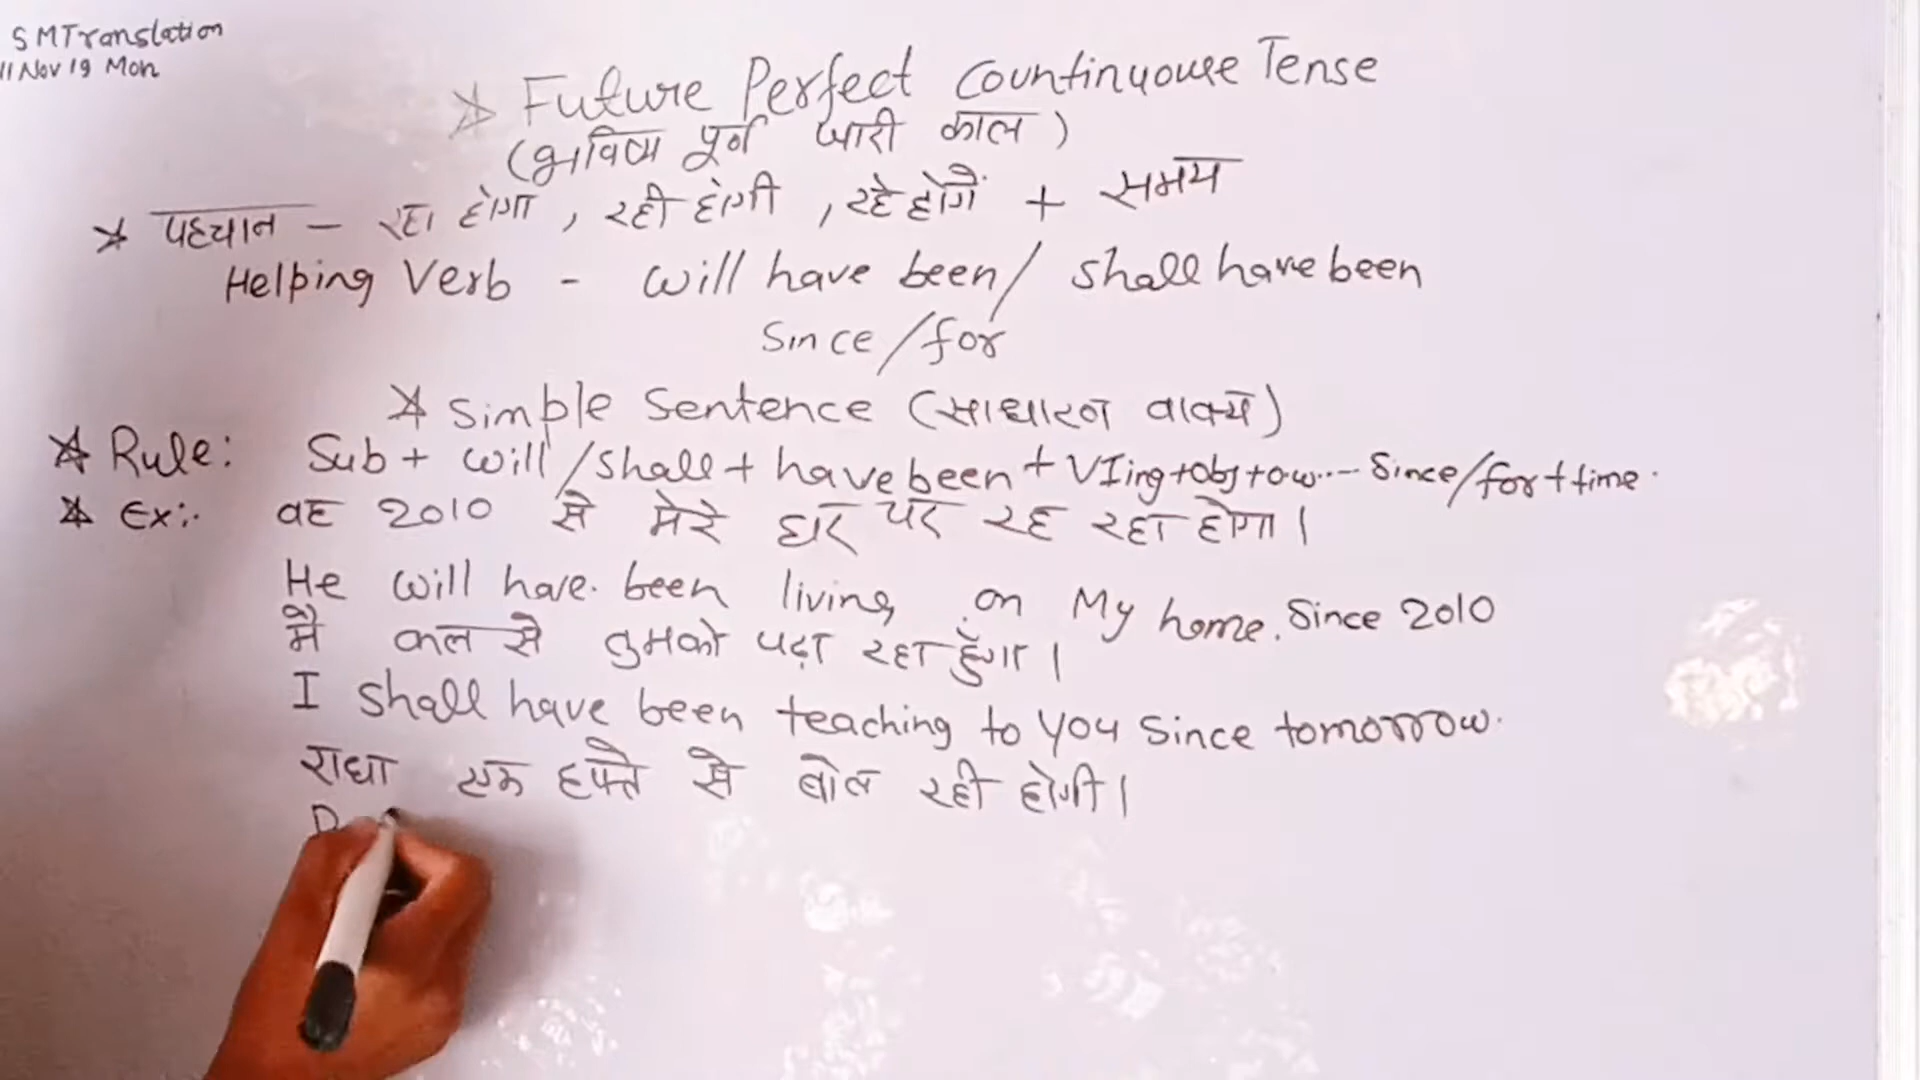 SMTranslation
11 Nov 19 Mon
* Future Perfect Countinuouse Tense
(भविष्य पूर्ण जारी काल)
* पहचान - रहा होगा, रही होगी, रहे होगें + समय
Helping Verb - will have been / shall have been
Since / for
* Simple Sentence (साधारण वाक्य)
* Rule: Sub + will / shall + have been + VIing + obj + ow.... Since / for + time.
* Ex:. वह 2010 से मेरे घर पर रह रहा होगा।
He will have been living on My home. Since 2010
मैं कल से तुमको पढ़ा रहा हूँगा।
I shall have been teaching to you since tomorrow.
राधा एक हफ्ते से बोल रही होगी।